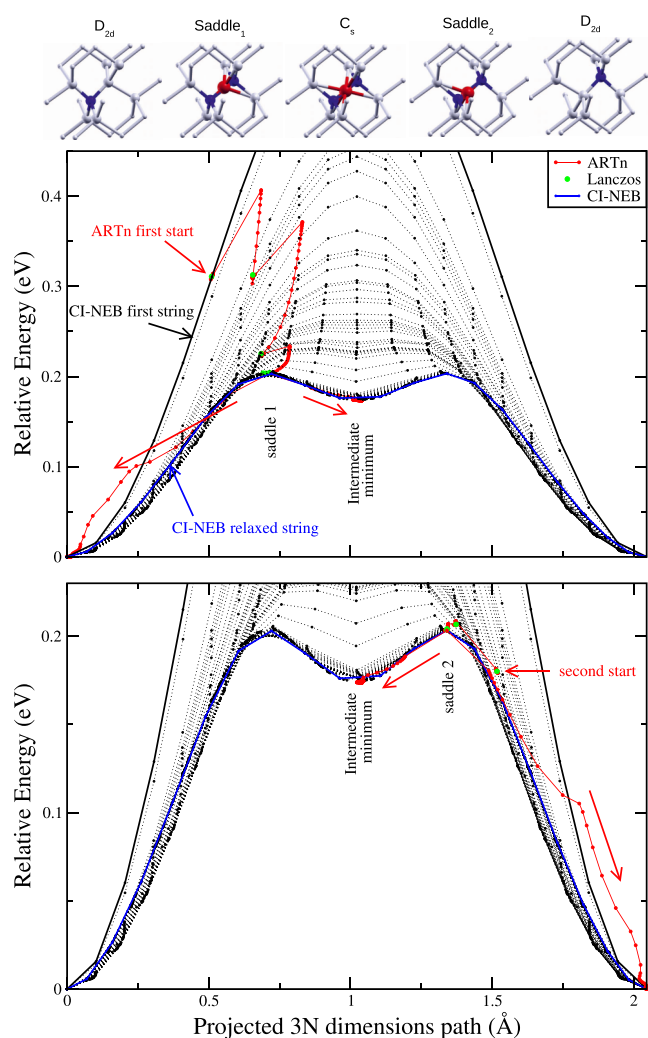 D2d Saddle1 Cs Saddle2 D2d
ARTn
Lanczos
CI-NEB
0.4
ARTn first start
0.3
CI-NEB first string
Relative Energy (eV)
0.2
saddle 1
Intermediate
minimum
0.1
CI-NEB relaxed string
0
0.2
second start
saddle 2
Intermediate
minimum
Relative Energy (eV)
0.1
0
0 0.5 1 1.5 2
Projected 3N dimensions path (Å)